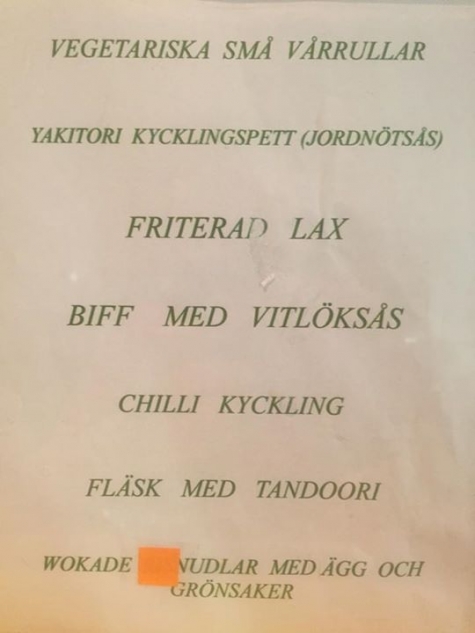 VEGETARISKA SMÅ VÅRRULLAR
YAKITORI KYCKLINGSPETT (JORDNÖTSÅS)
FRITERAD LAX
BIFF MED VITLÖKSÅS
CHILLI KYCKLING
FLÄSK MED TANDOORI
WOKADE NUDLAR MED ÄGG OCH
GRÖNSAKER